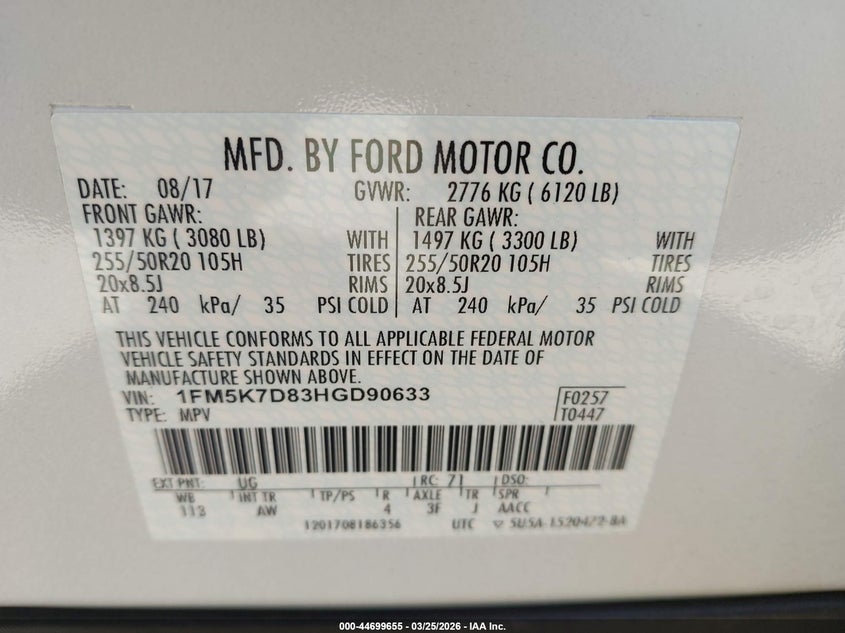 MFD. BY FORD MOTOR CO.
DATE: 08/17 GVWR: 2776 KG ( 6120 LB)
FRONT GAWR: REAR GAWR:
1397 KG ( 3080 LB) WITH 1497 KG ( 3300 LB) WITH
255/50R20 105H TIRES 255/50R20 105H TIRES
20x8.5J RIMS 20x8.5J RIMS
AT 240 kPa/ 35 PSI COLD AT 240 kPa/ 35 PSI COLD
THIS VEHICLE CONFORMS TO ALL APPLICABLE FEDERAL MOTOR
VEHICLE SAFETY STANDARDS IN EFFECT ON THE DATE OF
MANUFACTURE SHOWN ABOVE.
VIN: 1FM5K7D83HGD90633 F0257
TYPE: MPV T0447
EXT PNT: UG RC: 71 DSO:
WB INT TR TP/PS R AXLE TR SPR
113 AW 4 3F J AACC
1201708186356 UTC ▽ 5U5A-1520472-BA
000-44699655 - 03/25/2026 - IAA Inc.